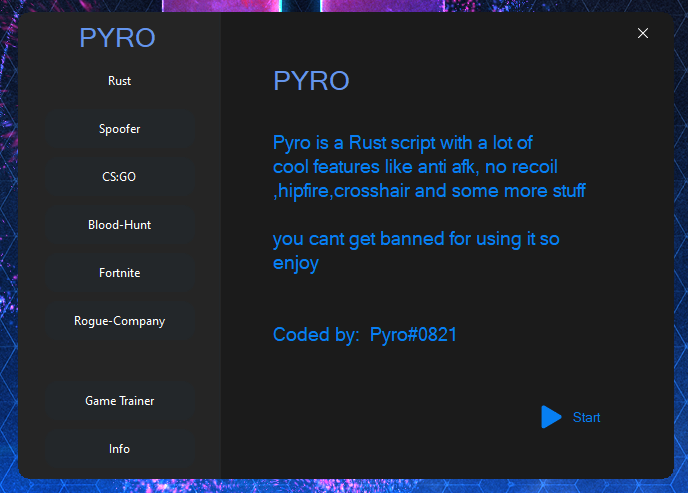 PYRO
Rust
Spoofer
CS:GO
Blood-Hunt
Fortnite
Rogue-Company
Game Trainer
Info
PYRO
Pyro is a Rust script with a lot of
cool features like anti afk, no recoil
,hipfire,crosshair and some more stuff
you cant get banned for using it so
enjoy
Coded by:  Pyro#0821
Start